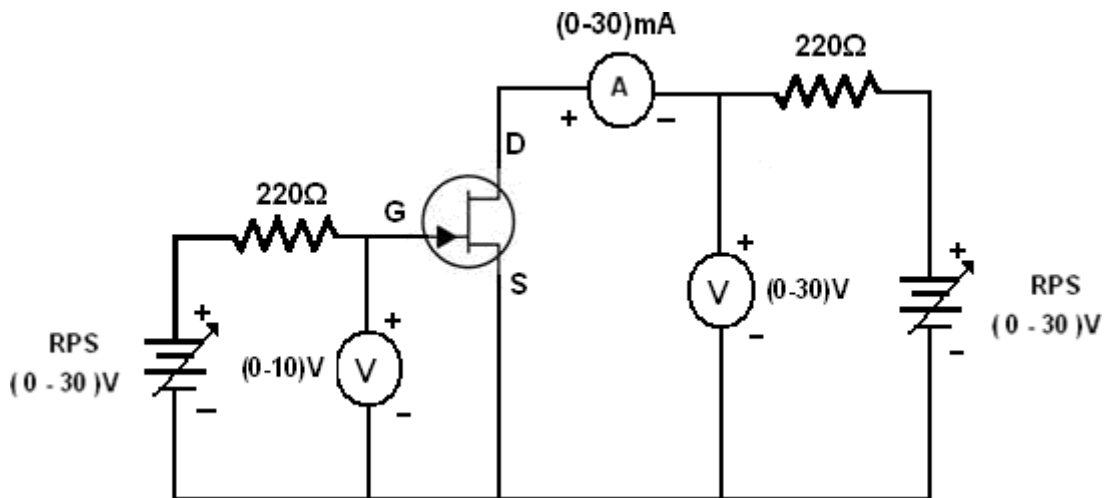 (0-30)mA
220Ω
A
+
−
D
220Ω
G
S
+
V
(0-30)V
−
+
RPS
( 0 - 30 )V
−
+
RPS
( 0 - 30 )V
−
+
(0-10)V
V
−